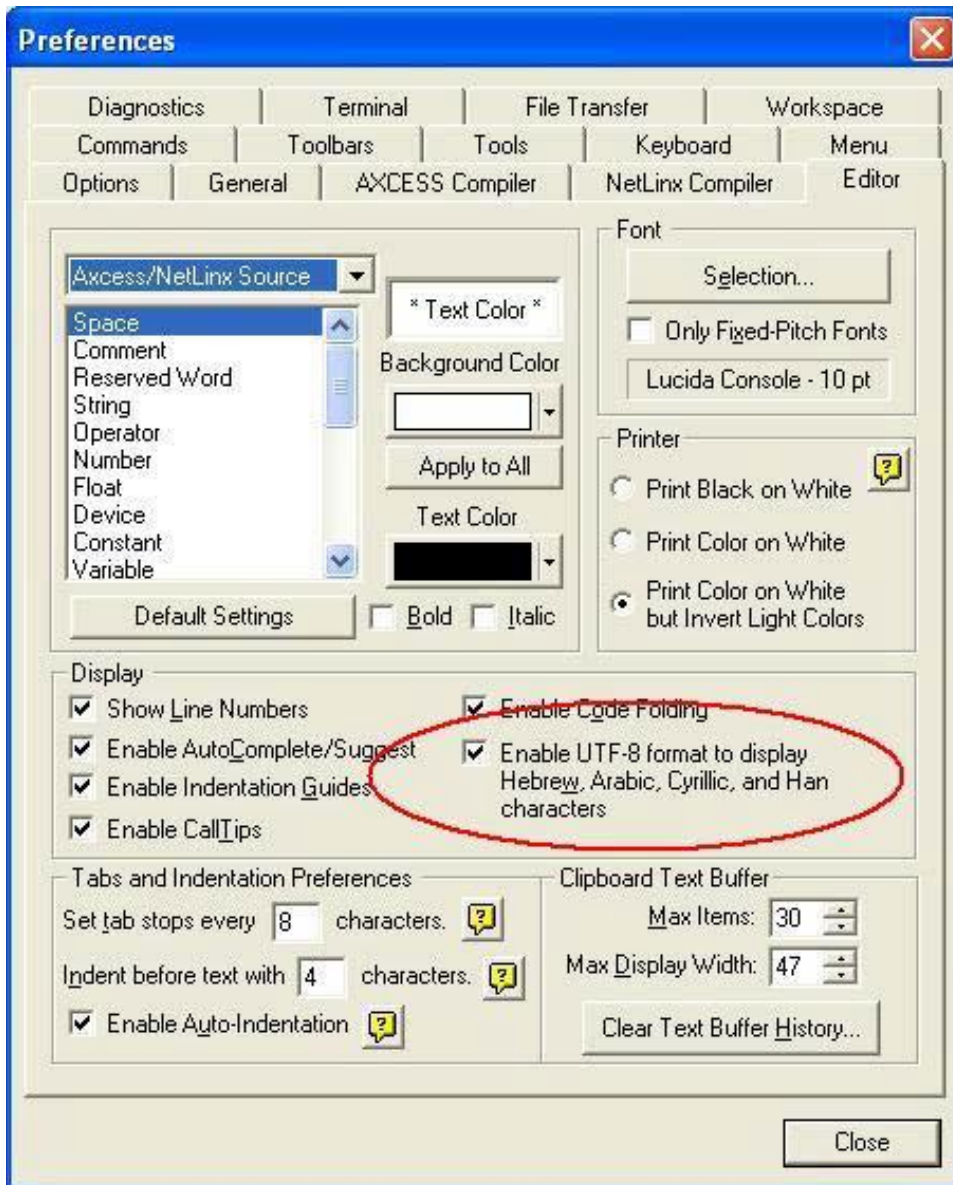 Preferences
Diagnostics Terminal File Transfer Workspace
Commands Toolbars Tools Keyboard Menu
Options General AXCESS Compiler NetLinx Compiler Editor
Axcess/NetLinx Source
Space
Comment
Reserved Word
String
Operator
Number
Float
Device
Constant
Variable
Default Settings
* Text Color *
Background Color
Apply to All
Text Color
Bold Italic
Font
Selection...
Only Fixed-Pitch Fonts
Lucida Console - 10 pt
Printer
Print Black on White
Print Color on White
Print Color on White
but Invert Light Colors
Display
Show Line Numbers
Enable AutoComplete/Suggest
Enable Indentation Guides
Enable CallTips
Enable Code Folding
Enable UTF-8 format to display
Hebrew, Arabic, Cyrillic, and Han
characters
Tabs and Indentation Preferences
Set tab stops every 8 characters. ?
Indent before text with 4 characters. ?
Enable Auto-Indentation ?
Clipboard Text Buffer
Max Items: 30
Max Display Width: 47
Clear Text Buffer History...
Close